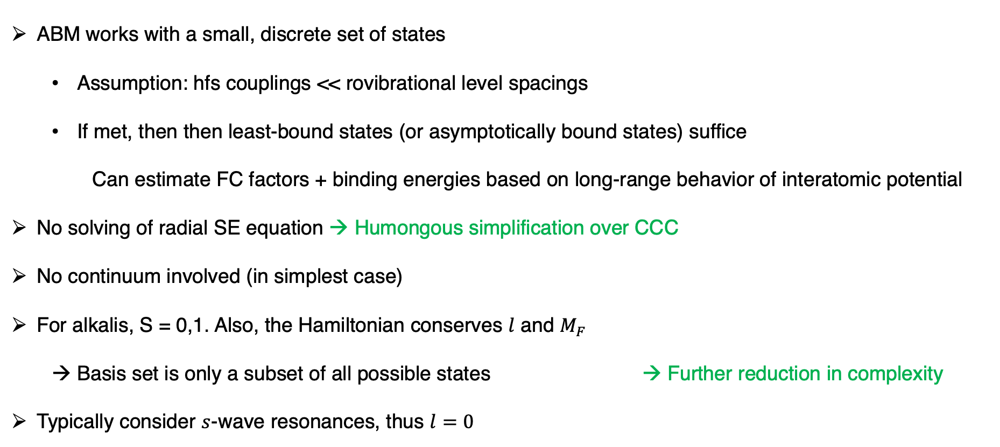 ➢ ABM works with a small, discrete set of states
• Assumption: hfs couplings << rovibrational level spacings
• If met, then then least-bound states (or asymptotically bound states) suffice
Can estimate FC factors + binding energies based on long-range behavior of interatomic potential
➢ No solving of radial SE equation → Humongous simplification over CCC
➢ No continuum involved (in simplest case)
➢ For alkalis, S = 0,1. Also, the Hamiltonian conserves 𝑙 and 𝑀_𝐹
→ Basis set is only a subset of all possible states → Further reduction in complexity
➢ Typically consider 𝑠-wave resonances, thus 𝑙 = 0